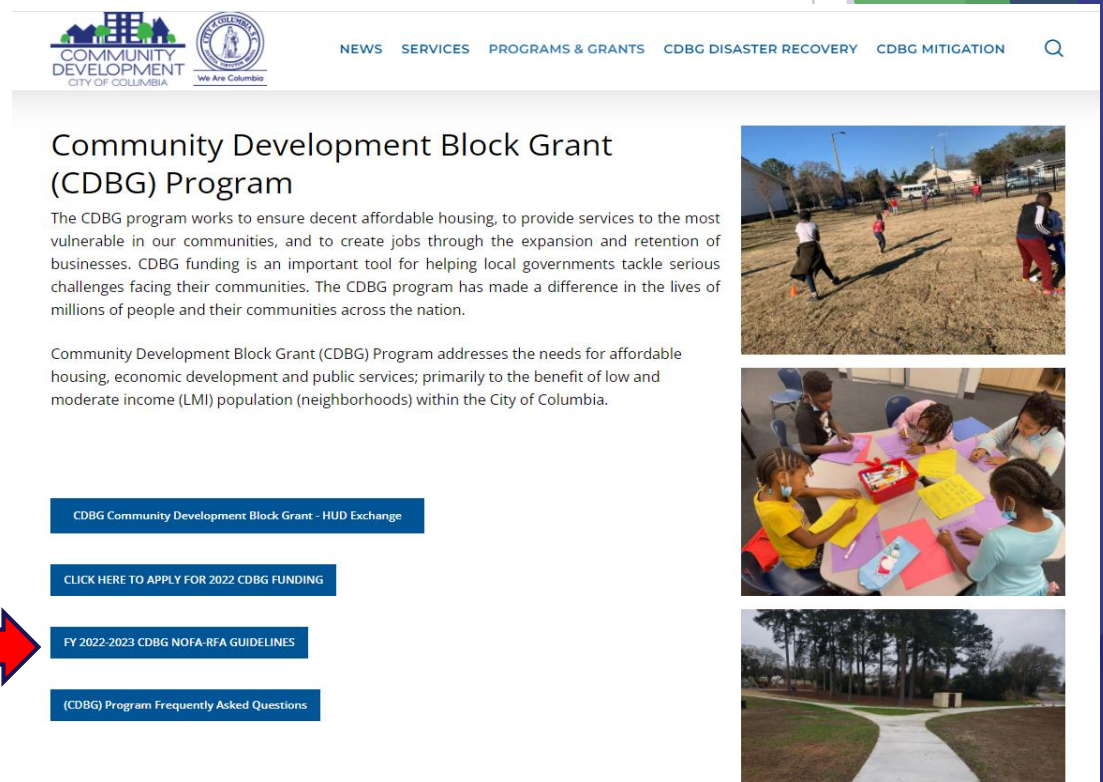 COMMUNITY
DEVELOPMENT
CITY OF COLUMBIA
We Are Columbia
NEWS SERVICES PROGRAMS & GRANTS CDBG DISASTER RECOVERY CDBG MITIGATION
Community Development Block Grant
(CDBG) Program
The CDBG program works to ensure decent affordable housing, to provide services to the most
vulnerable in our communities, and to create jobs through the expansion and retention of
businesses. CDBG funding is an important tool for helping local governments tackle serious
challenges facing their communities. The CDBG program has made a difference in the lives of
millions of people and their communities across the nation.
Community Development Block Grant (CDBG) Program addresses the needs for affordable
housing, economic development and public services; primarily to the benefit of low and
moderate income (LMI) population (neighborhoods) within the City of Columbia.
CDBG Community Development Block Grant - HUD Exchange
CLICK HERE TO APPLY FOR 2022 CDBG FUNDING
FY 2022-2023 CDBG NOFA-RFA GUIDELINES
(CDBG) Program Frequently Asked Questions